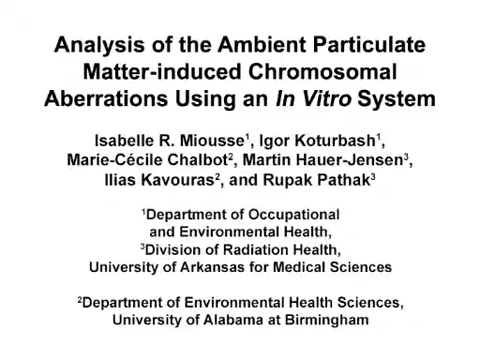 Analysis of the Ambient Particulate
Matter-induced Chromosomal
Aberrations Using an In Vitro System
Isabelle R. Miousse¹, Igor Koturbash¹,
Marie-Cécile Chalbot², Martin Hauer-Jensen³,
Ilias Kavouras², and Rupak Pathak³
¹Department of Occupational
and Environmental Health,
³Division of Radiation Health,
University of Arkansas for Medical Sciences
²Department of Environmental Health Sciences,
University of Alabama at Birmingham